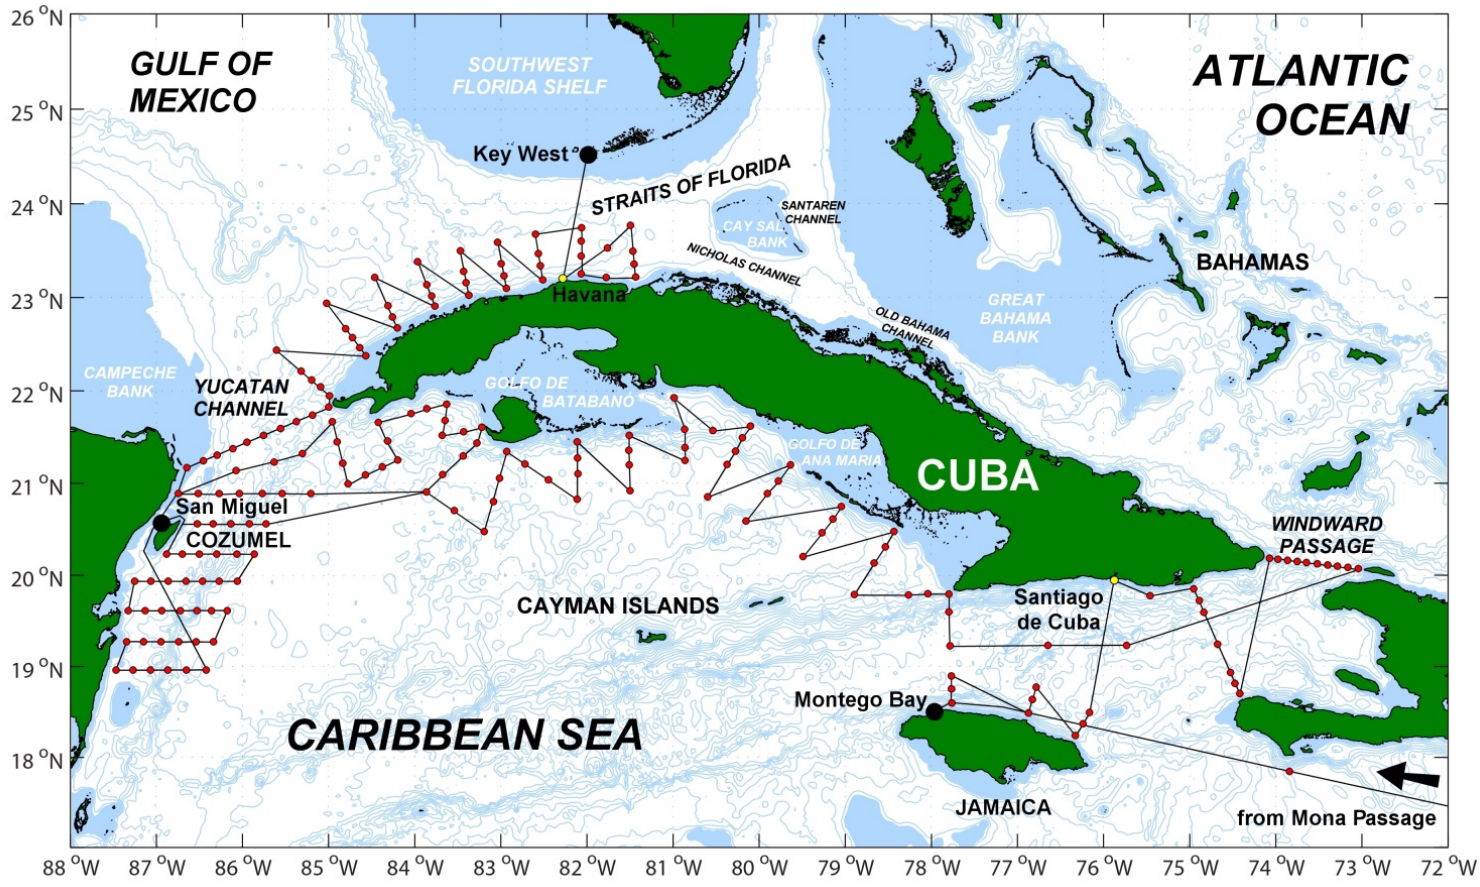 26 °N
25 °N
24 °N
23 °N
22 °N
21 °N
20 °N
19 °N
18 °N
GULF OF
MEXICO
SOUTHWEST
FLORIDA SHELF
ATLANTIC
OCEAN
Key West
STRAITS OF FLORIDA
SANTAREN
CHANNEL
CAY SAL
BANK
NICHOLAS CHANNEL
BAHAMAS
Havana
GREAT
BAHAMA
BANK
OLD BAHAMA
CHANNEL
CAMPECHE
BANK
YUCATAN
CHANNEL
GOLFO DE
BATABANO
GOLFO DE
ANA MARIA
CUBA
San Miguel
COZUMEL
WINDWARD
PASSAGE
CAYMAN ISLANDS
Santiago
de Cuba
Montego Bay
CARIBBEAN SEA
JAMAICA
from Mona Passage
88 °W
87 °W
86 °W
85 °W
84 °W
83 °W
82 °W
81 °W
80 °W
79 °W
78 °W
77 °W
76 °W
75 °W
74 °W
73 °W
72 °W